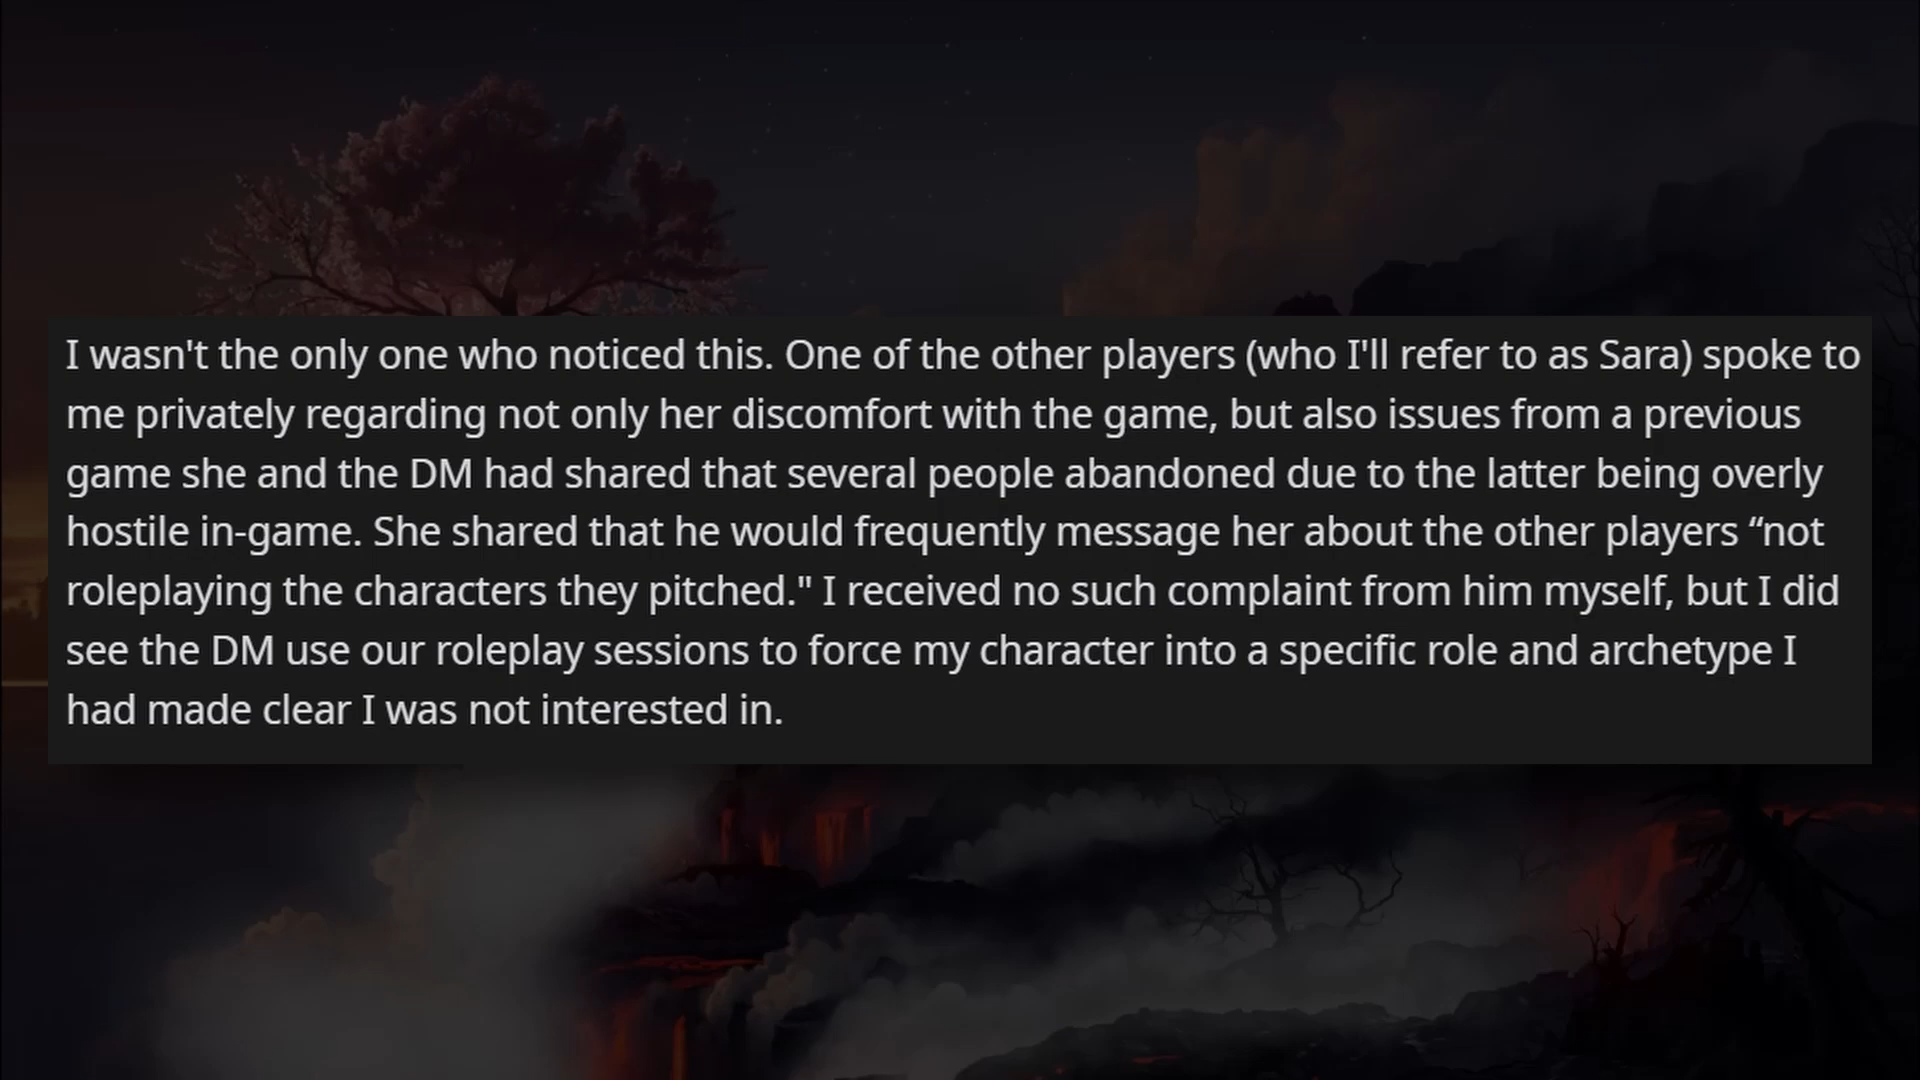 I wasn't the only one who noticed this. One of the other players (who I'll refer to as Sara) spoke to
me privately regarding not only her discomfort with the game, but also issues from a previous
game she and the DM had shared that several people abandoned due to the latter being overly
hostile in-game. She shared that he would frequently message her about the other players “not
roleplaying the characters they pitched." I received no such complaint from him myself, but I did
see the DM use our roleplay sessions to force my character into a specific role and archetype I
had made clear I was not interested in.